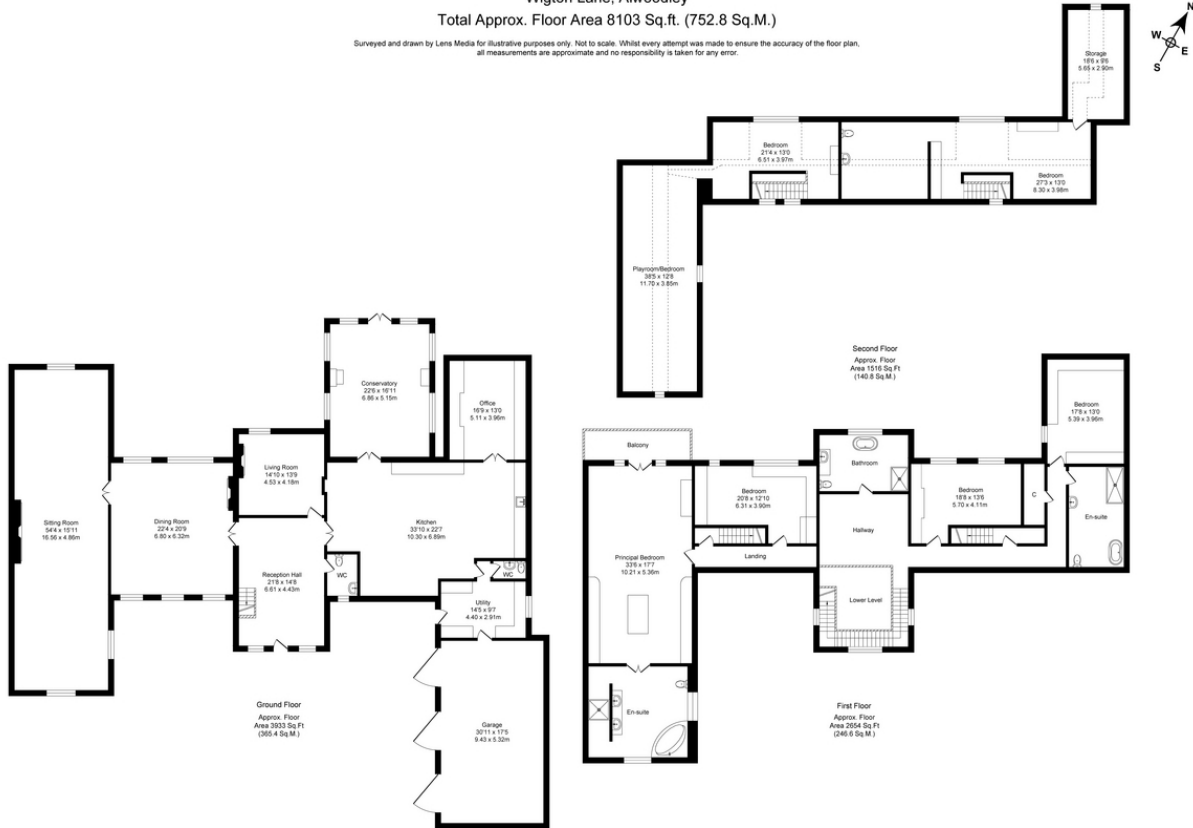 Wigton Lane, Alwoodley
Total Approx. Floor Area 8103 Sq.ft. (752.8 Sq.M.)
Surveyed and drawn by Lens Media for illustrative purposes only. Not to scale. Whilst every attempt was made to ensure the accuracy of the floor plan,
all measurements are approximate and no responsibility is taken for any error.
N
W
E
S
Storage
18'6 x 9'6
5.65 x 2.90m
Bedroom
21'4 x 13'0
6.51 x 3.97m
Bedroom
27'3 x 13'0
8.30 x 3.98m
Playroom/Bedroom
38'5 x 12'8
11.70 x 3.85m
Second Floor
Approx. Floor
Area 1516 Sq.Ft
(140.8 Sq.M.)
Conservatory
22'6 x 16'11
6.86 x 5.15m
Office
16'9 x 13'0
5.11 x 3.96m
Living Room
14'10 x 13'9
4.53 x 4.18m
Sitting Room
54'4 x 15'11
16.56 x 4.86m
Dining Room
22'4 x 20'9
6.80 x 6.32m
Kitchen
33'10 x 22'7
10.30 x 6.89m
Reception Hall
21'8 x 14'6
6.61 x 4.43m
WC
WC
Utility
14'5 x 9'7
4.40 x 2.91m
Garage
30'11 x 17'5
9.43 x 5.32m
Ground Floor
Approx. Floor
Area 3933 Sq.Ft
(365.4 Sq.M.)
Balcony
Bathroom
Bedroom
17'8 x 13'0
5.39 x 3.96m
Bedroom
20'8 x 12'10
6.31 x 3.90m
Bedroom
18'8 x 13'6
5.70 x 4.11m
C
En-suite
Hallway
Landing
Principal Bedroom
33'6 x 17'7
10.21 x 5.36m
Lower Level
En-suite
First Floor
Approx. Floor
Area 2654 Sq.Ft
(246.6 Sq.M.)